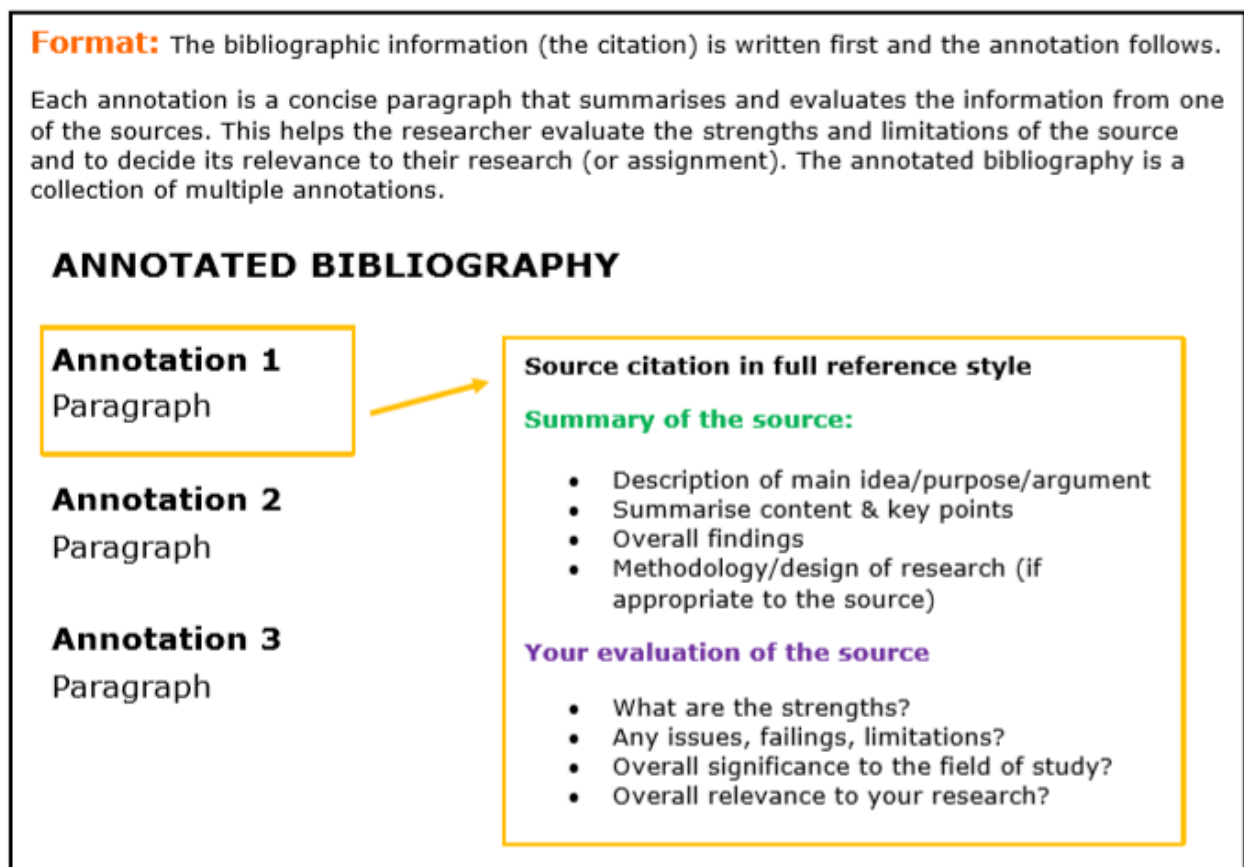 Format: The bibliographic information (the citation) is written first and the annotation follows.
Each annotation is a concise paragraph that summarises and evaluates the information from one
of the sources. This helps the researcher evaluate the strengths and limitations of the source
and to decide its relevance to their research (or assignment). The annotated bibliography is a
collection of multiple annotations.
ANNOTATED BIBLIOGRAPHY
Annotation 1
Paragraph
Annotation 2
Paragraph
Annotation 3
Paragraph
Source citation in full reference style
Summary of the source:
• Description of main idea/purpose/argument
• Summarise content & key points
• Overall findings
• Methodology/design of research (if
appropriate to the source)
Your evaluation of the source
• What are the strengths?
• Any issues, failings, limitations?
• Overall significance to the field of study?
• Overall relevance to your research?